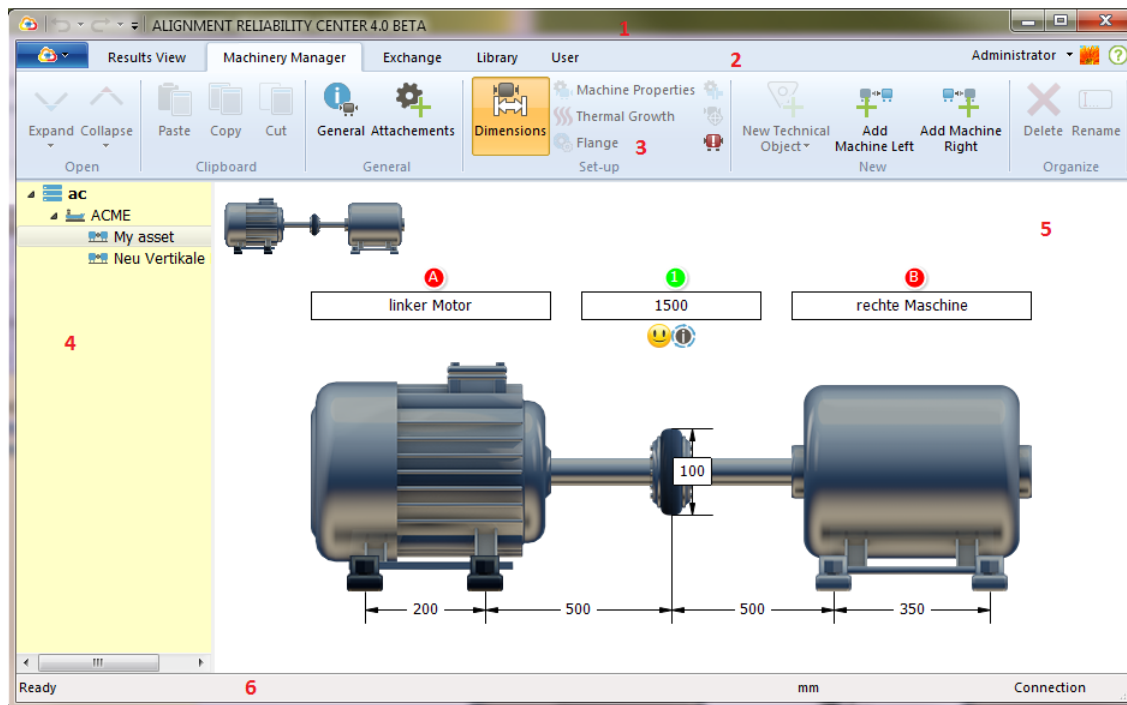 ALIGNMENT RELIABILITY CENTER 4.0 BETA 1
Results View Machinery Manager Exchange Library User 2 Administrator
Expand Collapse Paste Copy Cut General Attachements Dimensions Machine Properties New Technical Object Add Machine Left Add Machine Right Delete Rename
Thermal Growth
Flange 3
Open Clipboard General Set-up New Organize
ac
ACME
My asset 5
Neu Vertikale
A 1 B
linker Motor 1500 rechte Maschine
4
100
200 500 500 350
Ready 6 mm Connection